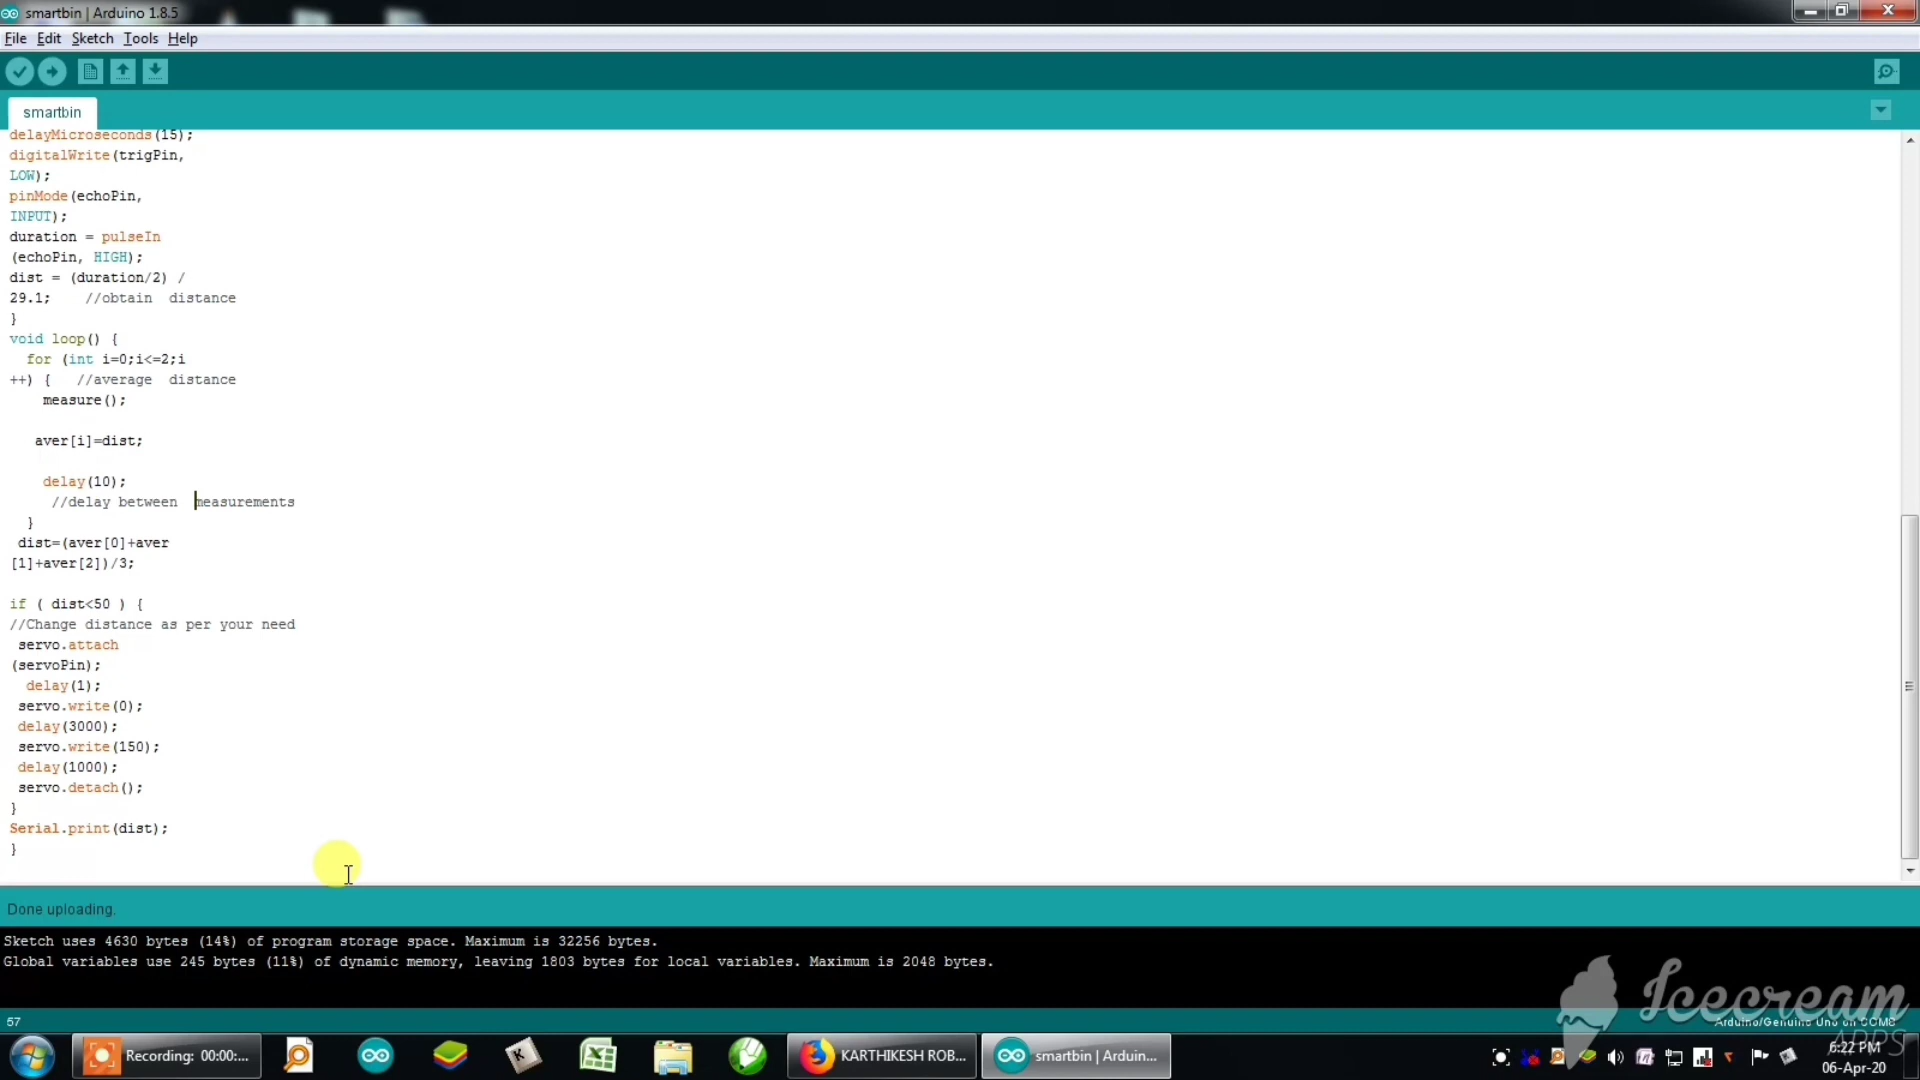 smartbin | Arduino 1.8.5
File Edit Sketch Tools Help
smartbin
delayMicroseconds(15);
digitalWrite(trigPin,
LOW);
pinMode(echoPin,
INPUT);
duration = pulseIn
(echoPin, HIGH);
dist = (duration/2) /
29.1;    //obtain  distance
}
void loop() {
  for (int i=0;i<=2;i
++) {   //average  distance
    measure();
   aver[i]=dist;
    delay(10);
     //delay between  measurements
  }
 dist=(aver[0]+aver
[1]+aver[2])/3;
if ( dist<50 ) {
//Change distance as per your need
 servo.attach
(servoPin);
  delay(1);
 servo.write(0);
 delay(3000);
 servo.write(150);
 delay(1000);
 servo.detach();
}
Serial.print(dist);
}
Done uploading.
Sketch uses 4630 bytes (14%) of program storage space. Maximum is 32256 bytes.
Global variables use 245 bytes (11%) of dynamic memory, leaving 1803 bytes for local variables. Maximum is 2048 bytes.
Icecream
APPS
57
Arduino/Genuino Uno on COM8
Recording: 00:00:...
KARTHIKESH ROB...
smartbin | Arduin...
6:22 PM
06-Apr-20